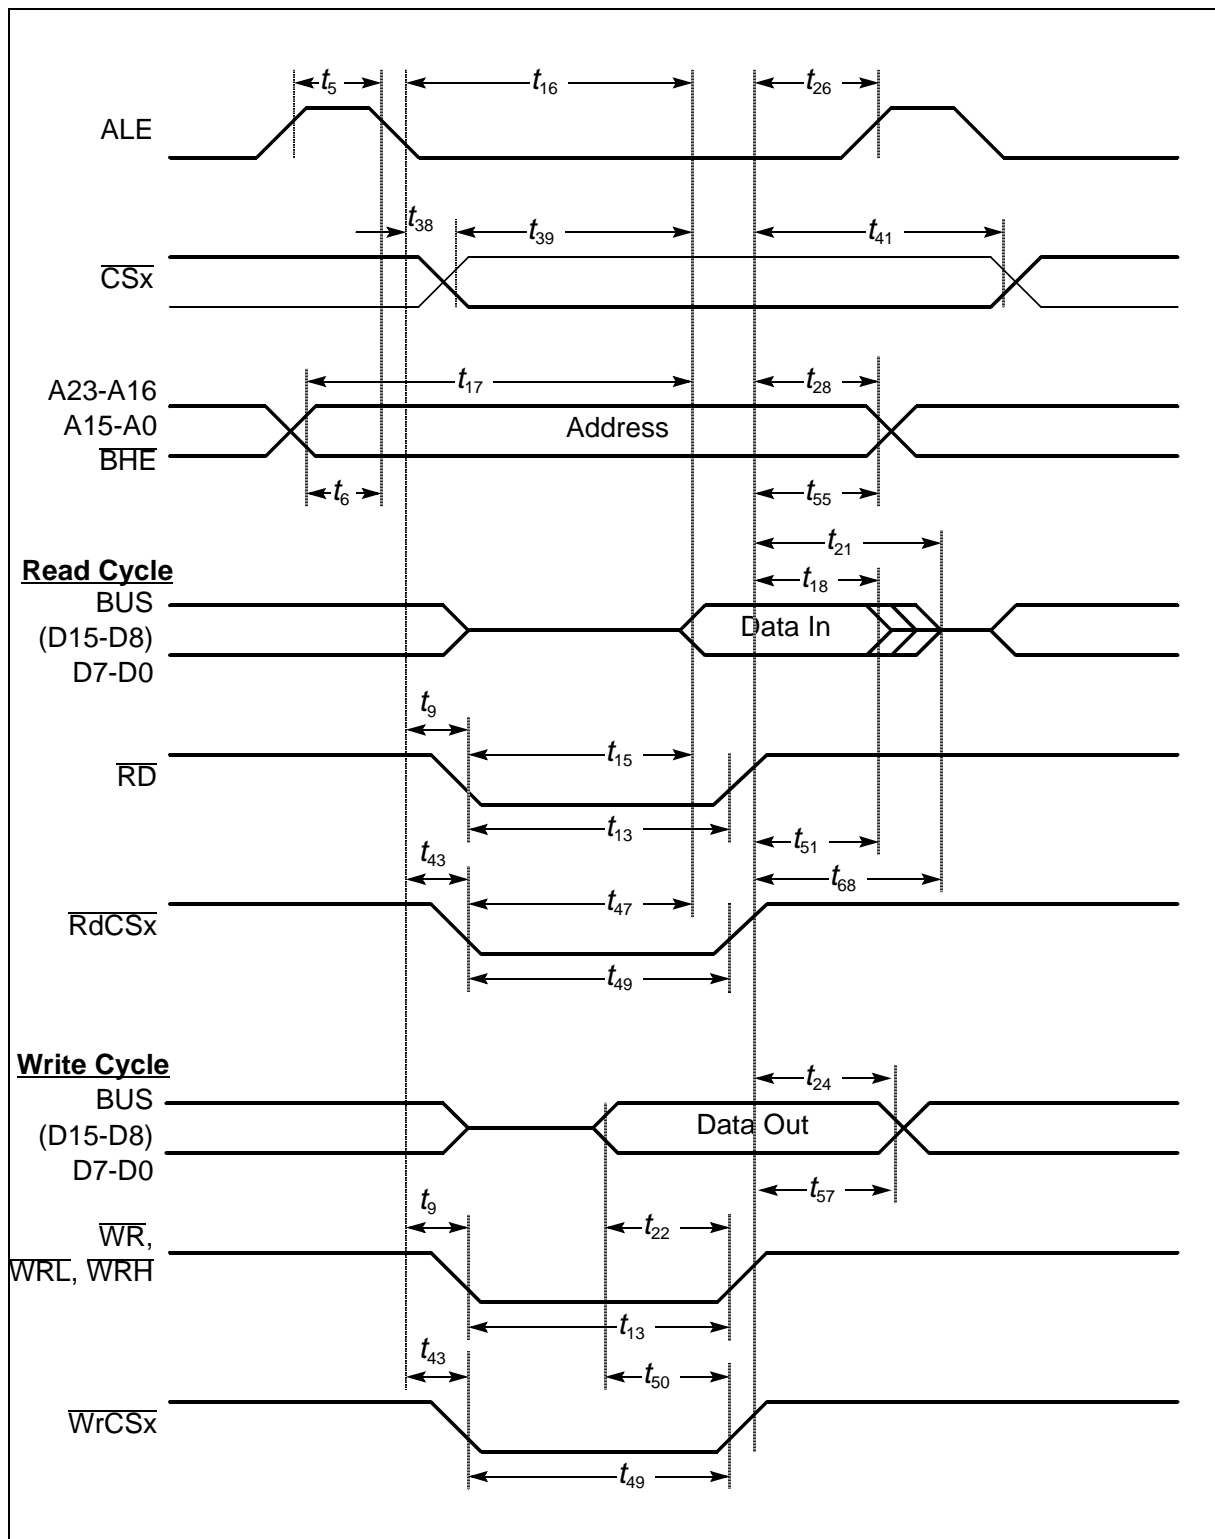 t5
t16
t26
ALE
t38
t39
t41
CSx
A23-A16
t17
t28
A15-A0
Address
BHE
t6
t55
t21
Read Cycle
t18
BUS
(D15-D8)
Data In
D7-D0
t9
t15
RD
t13
t51
t43
t68
t47
RdCSx
t49
Write Cycle
t24
BUS
(D15-D8)
Data Out
D7-D0
t57
t9
t22
WR,
WRL, WRH
t13
t43
t50
WrCSx
t49